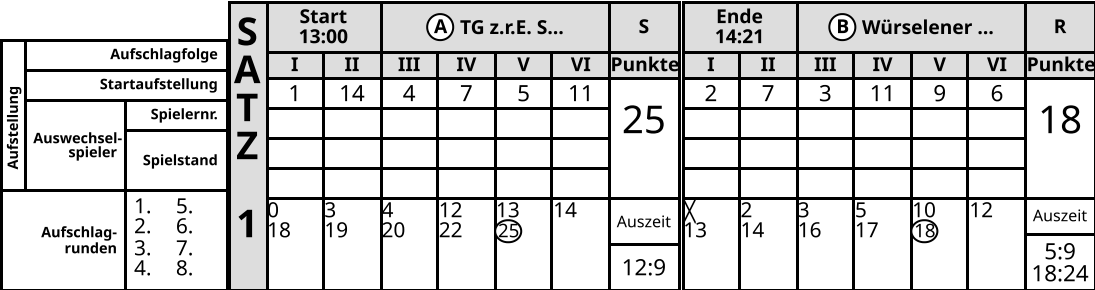 SATZ 1
Start
13:00
A TG z.r.E. S...
S
Ende
14:21
B Würselener ...
R
Aufstellung
Aufschlagfolge
I II III IV V VI Punkte I II III IV V VI Punkte
Startaufstellung
1 14 4 7 5 11 25 2 7 3 11 9 6 18
Auswechsel-
spieler
Spielernr.
Spielstand
Aufschlag-
runden
1. 5.
2. 6.
3. 7.
4. 8.
0 3 4 12 13 14
18 19 20 22 25
Auszeit
12:9
X 2 3 5 10 12
13 14 16 17 18
Auszeit
5:9
18:24